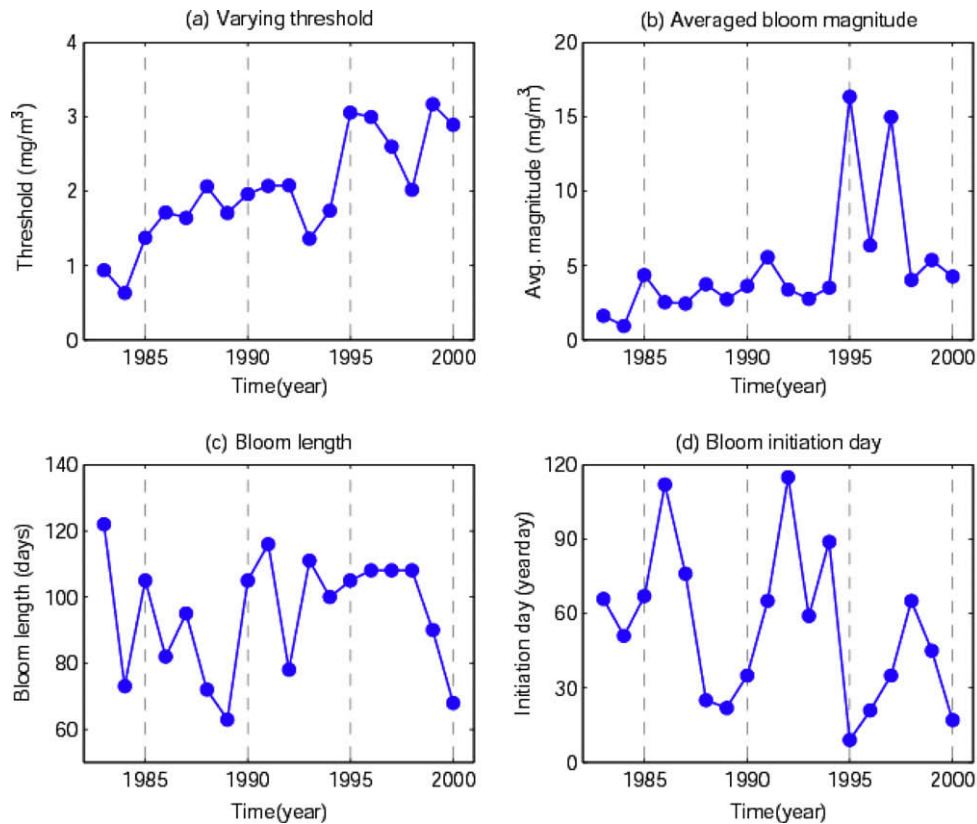 (a) Varying threshold
4
3
2
1
0
Threshold (mg/m³)
1985 1990 1995 2000
Time(year)
(b) Averaged bloom magnitude
20
15
10
5
0
Avg. magnitude (mg/m³)
1985 1990 1995 2000
Time(year)
(c) Bloom length
140
120
100
80
60
Bloom length (days)
1985 1990 1995 2000
Time(year)
(d) Bloom initiation day
120
90
60
30
0
Initiation day (yearday)
1985 1990 1995 2000
Time(year)